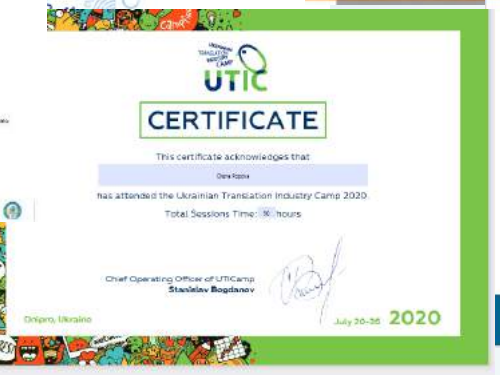 UKRAINIAN
TRANSLATION
INDUSTRY
CAMP
UTIC
CERTIFICATE
This certificate acknowledges that
has attended the Ukrainian Translation Industry Camp 2020
Total Sessions Time: hours
Chief Operating Officer of UTICamp
Stanislav Bogdanov
Dnipro, Ukraine
July 20-26 2020